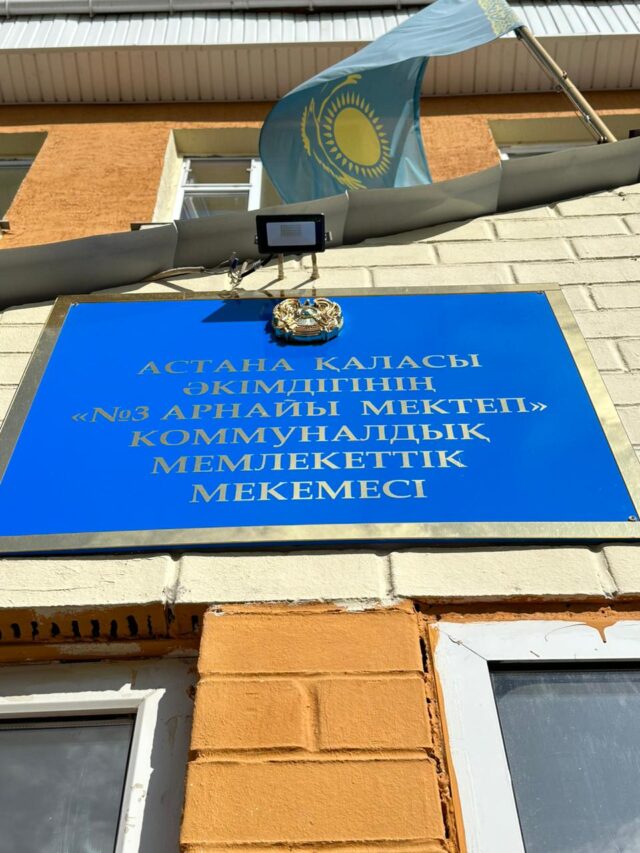 АСТАНА ҚАЛАСЫ
ӘКІМДІГІНІҢ
«№3 АРНАЙЫ МЕКТЕП»
КОММУНАЛДЫҚ
МЕМЛЕКЕТТІК
МЕКЕМЕСІ